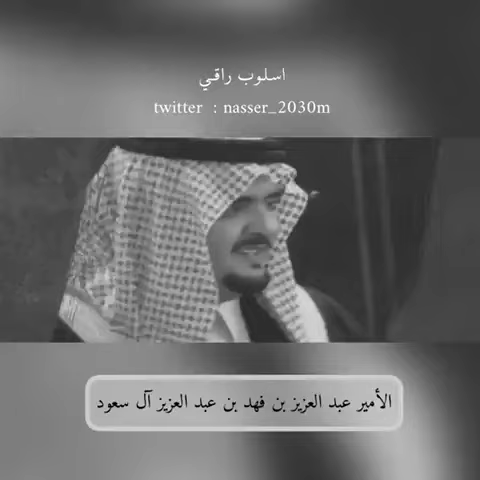 اسلوب راقي
twitter : nasser_2030m
الأمير عبد العزيز بن فهد بن عبد العزيز آل سعود